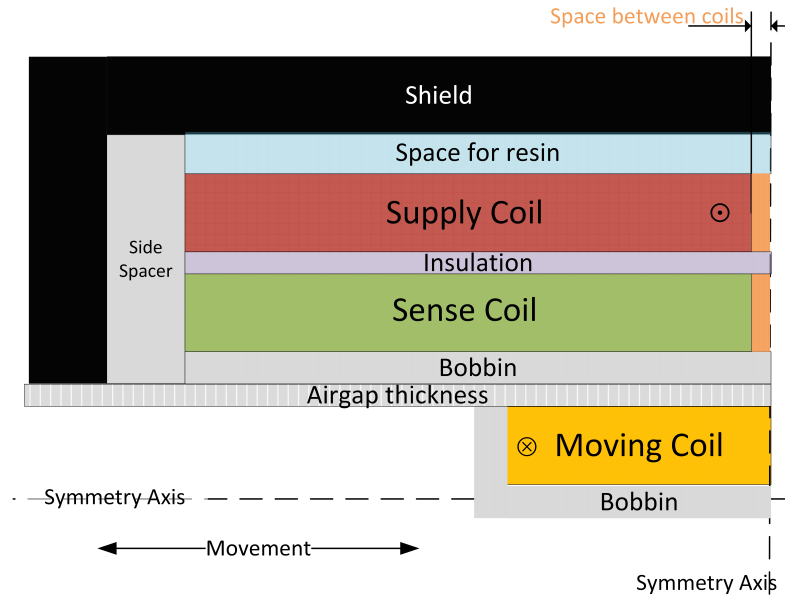 Space between coils
Shield
Space for resin
Supply Coil
Side
Spacer
Insulation
Sense Coil
Bobbin
Airgap thickness
Moving Coil
Symmetry Axis
Bobbin
Movement
Symmetry Axis